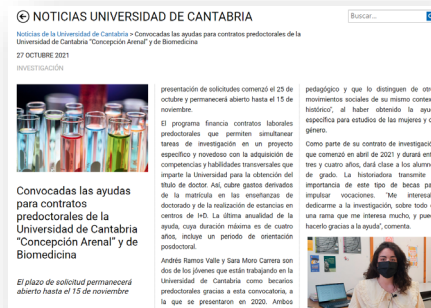 NOTICIAS UNIVERSIDAD DE CANTABRIA
Buscar...
Noticias de la Universidad de Cantabria > Convocadas las ayudas para contratos predoctorales de la
Universidad de Cantabria "Concepción Arenal" y de Biomedicina
27 OCTUBRE 2021
INVESTIGACIÓN
Convocadas las ayudas
para contratos
predoctorales de la
Universidad de Cantabria
"Concepción Arenal" y de
Biomedicina
El plazo de solicitud permanecerá
abierto hasta el 15 de noviembre
presentación de solicitudes comenzó el 25 de
octubre y permanecerá abierto hasta el 15 de
noviembre.
El programa financia contratos laborales
predoctorales que permiten simultanear
tareas de investigación en un proyecto
específico y novedoso con la adquisición de
competencias y habilidades transversales que
imparte la Universidad para la obtención del
título de doctor. Así, cubre gastos derivados
de la matrícula en las enseñanzas de
doctorado y de la realización de estancias en
centros de I+D. La última anualidad de la
ayuda, cuya duración máxima es de cuatro
años, incluye un periodo de orientación
posdoctoral.
Andrés Ramos Valle y Sara Moro Carrera son
dos de los jóvenes que están trabajando en la
Universidad de Cantabria como becarios
predoctorales gracias a esta convocatoria, a
la que se presentaron en 2020. Ambos
pedagógico y que lo distinguen de otro
movimientos sociales de su mismo context
histórico", al haber obtenido la ayud
específica para estudios de las mujeres y d
género.
Como parte de su contrato de investigació
que comenzó en abril de 2021 y durará entr
tres y cuatro años, dará clase a los alumno
de grado. La historiadora transmite l
importancia de este tipo de becas par
impulsar vocaciones. "Me interesab
dedicarme a la investigación, sobre todo e
una rama que me interesa mucho, y pued
hacerlo gracias a la ayuda", comenta.